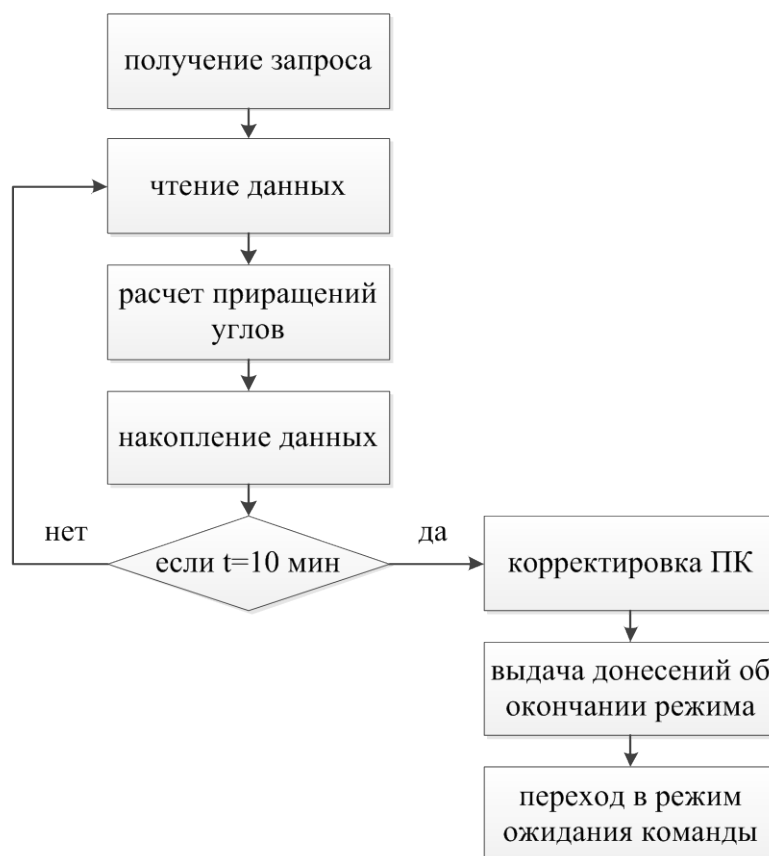 получение запроса
чтение данных
расчет приращений
углов
накопление данных
нет
если t=10 мин
да
корректировка ПК
выдача донесений об
окончании режима
переход в режим
ожидания команды